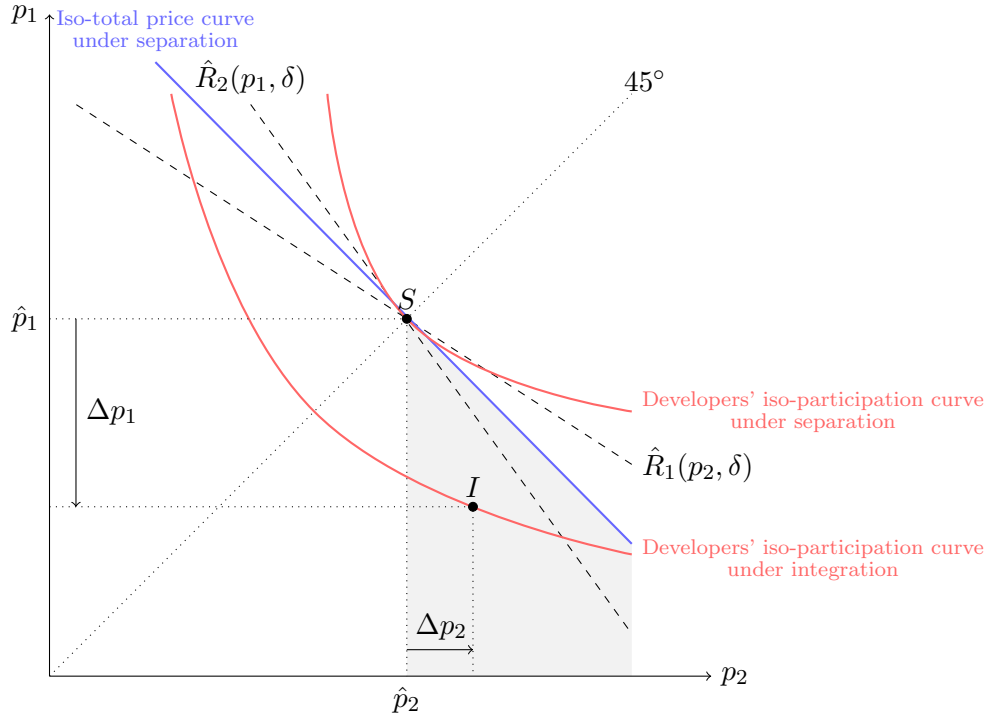 p₁
Iso-total price curve
under separation
R̂₂(p₁, δ)
45°
S
p̂₁
Δp₁
Developers' iso-participation curve
under separation
R̂₁(p₂, δ)
I
Developers' iso-participation curve
under integration
Δp₂
p₂
p̂₂